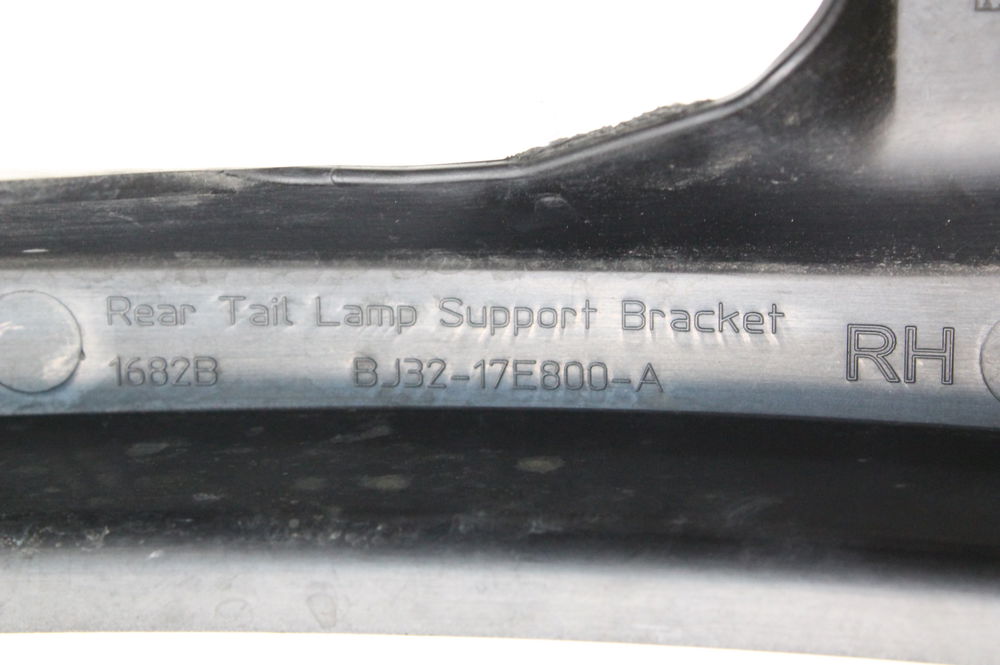 Rear Tail Lamp Support Bracket
1682B BJ32-17E800-A
RH